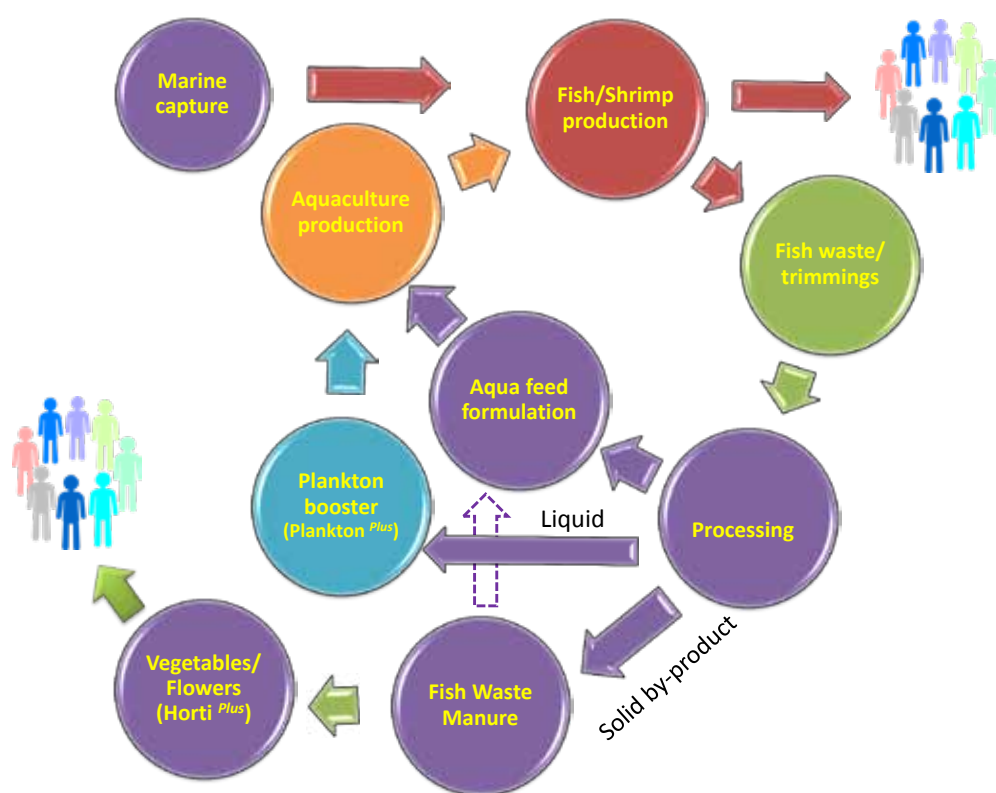 Marine
capture
Fish/Shrimp
production
Aquaculture
production
Fish waste/
trimmings
Aqua feed
formulation
Plankton
booster
(Plankton Plus)
Liquid
Processing
Solid by-product
Vegetables/
Flowers
(Horti Plus)
Fish Waste
Manure